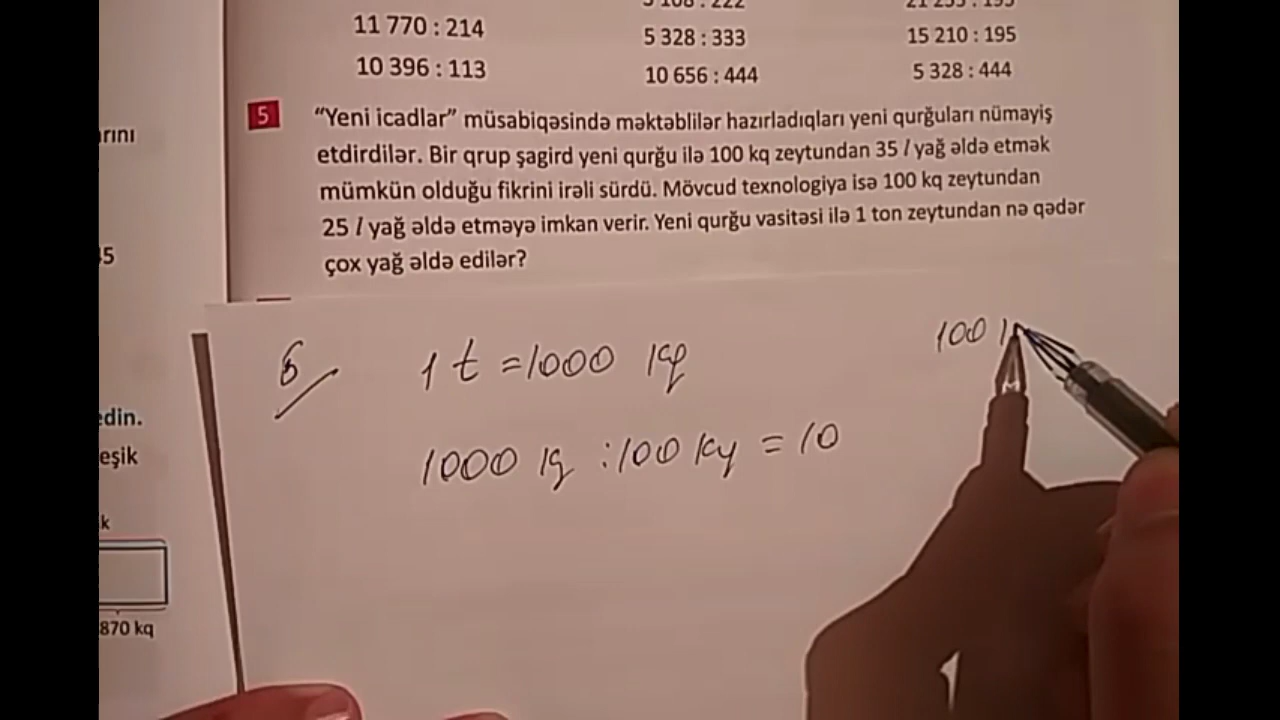 11 770 : 214
5 328 : 333
15 210 : 195
10 396 : 113
10 656 : 444
5 328 : 444
5 "Yeni icadlar" müsabiqəsində məktəblilər hazırladıqları yeni qurğuları nümayiş
etdirdilər. Bir qrup şagird yeni qurğu ilə 100 kq zeytundan 35 l yağ əldə etmək
mümkün olduğu fikrini irəli sürdü. Mövcud texnologiya isə 100 kq zeytundan
25 l yağ əldə etməyə imkan verir. Yeni qurğu vasitəsi ilə 1 ton zeytundan nə qədər
çox yağ əldə edilər?
5 1 t = 1000 kq
100
1000 kq : 100 kq = 10
45
edin.
eşik
k
870 kq